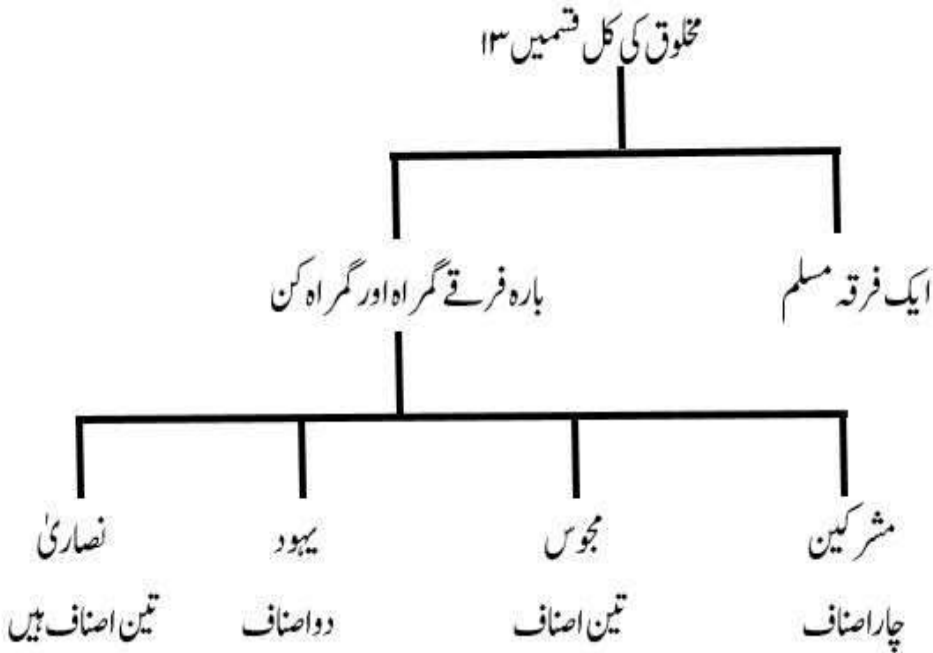 مخلوق کی کل قسمیں ۱۳
ایک فرقہ مسلم
بارہ فرقے گمراہ اور گمراہ کن
مشرکین
مجوس
یہود
نصاریٰ
چار اصناف
تین اصناف
دو اصناف
تین اصناف ہیں